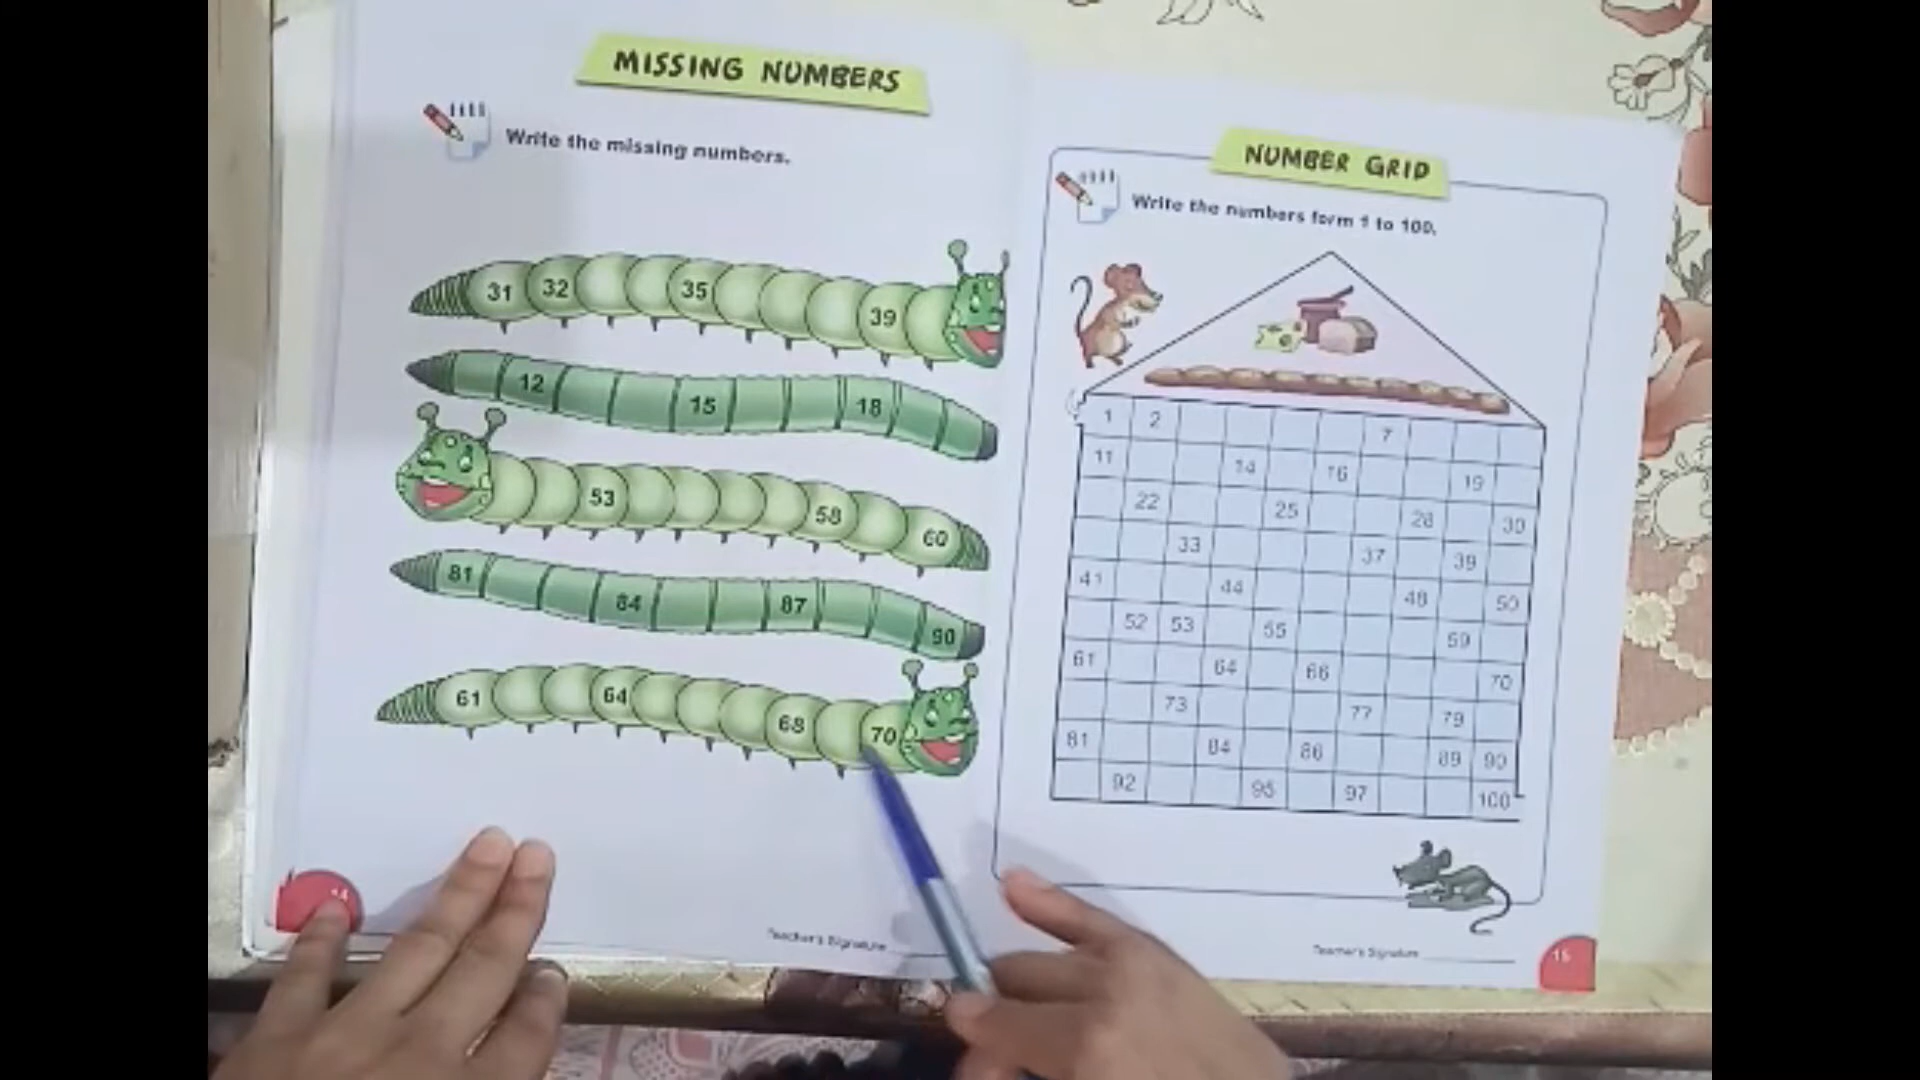 MISSING NUMBERS
Write the missing numbers.
31 32 35 39
12 15 18
53 58 60
81 84 87 90
61 64 68 70
14
Teacher's Signature
NUMBER GRID
Write the numbers form 1 to 100.
1 2 7
11 14 16 19
22 25 28 30
33 37 39
41 44 48 50
52 53 55 59
61 64 66 70
73 77 79
81 84 86 89 90
92 95 97 100
Teacher's Signature
15